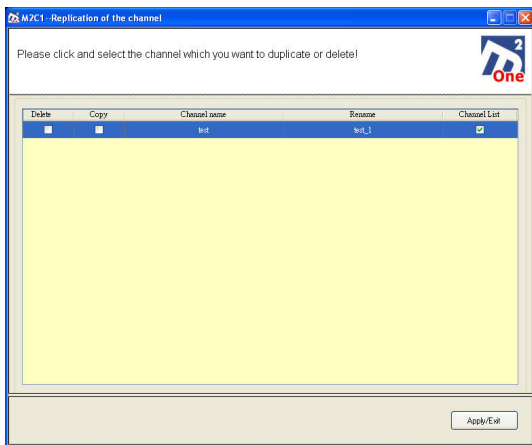 M2C1--Replication of the channel
Please click and select the channel which you want to duplicate or delete!
2
One
Delete Copy Channel name Rename Channel List
test test_1
Apply/Exit